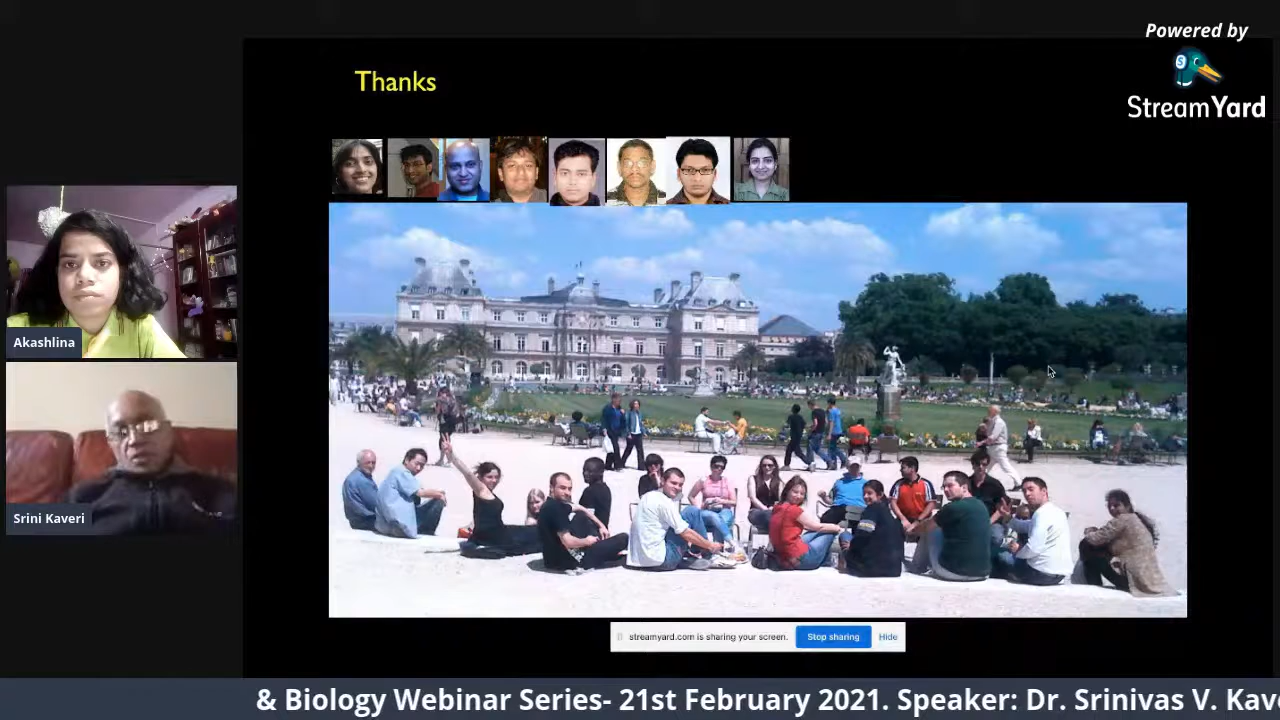 Powered by
StreamYard
Thanks
Akashlina
Srini Kaveri
streamyard.com is sharing your screen. Stop sharing Hide
& Biology Webinar Series- 21st February 2021. Speaker: Dr. Srinivas V. Kav